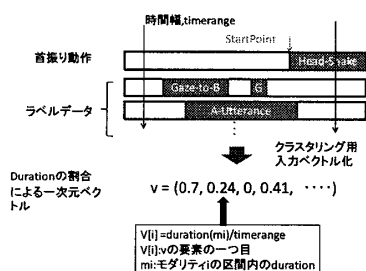 時間幅,timerange
StartPoint
首振り動作
Head-Shake
Gaze-to-B
G
ラベルデータ
A-Utterance
クラスタリング用
入力ベクトル化
Durationの割合
による一次元ベク
トル
v = (0.7, 0.24, 0, 0.41, ‥‥)
V[i] =duration(mi)/timerange
V[i]:vの要素の一つ目
mi:モダリティiの区間内のduration